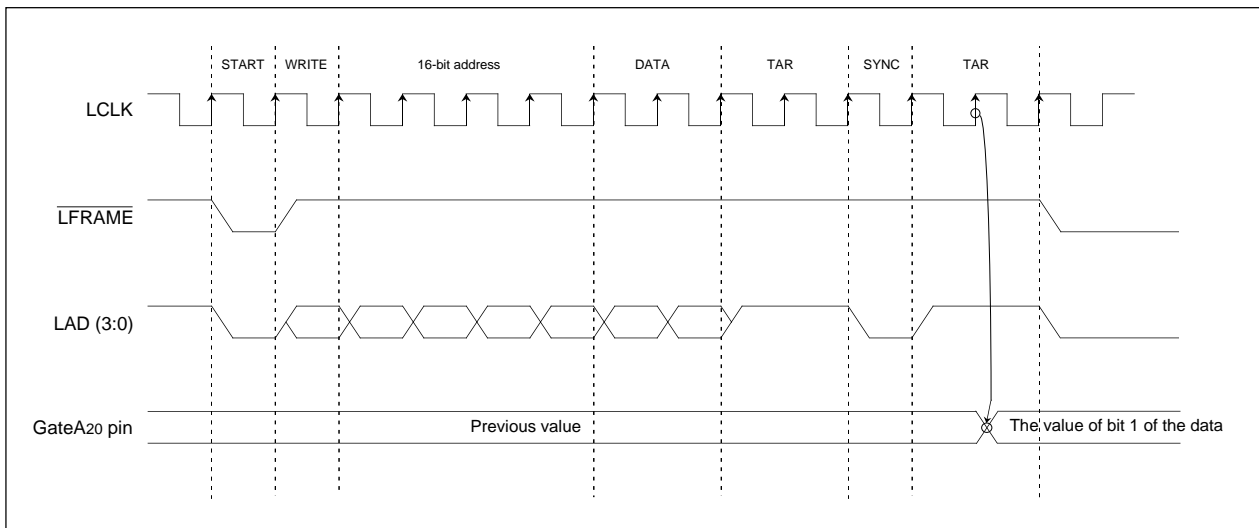 START WRITE 16-bit address DATA TAR SYNC TAR
LCLK
LFRAME
LAD (3:0)
GateA20 pin Previous value The value of bit 1 of the data